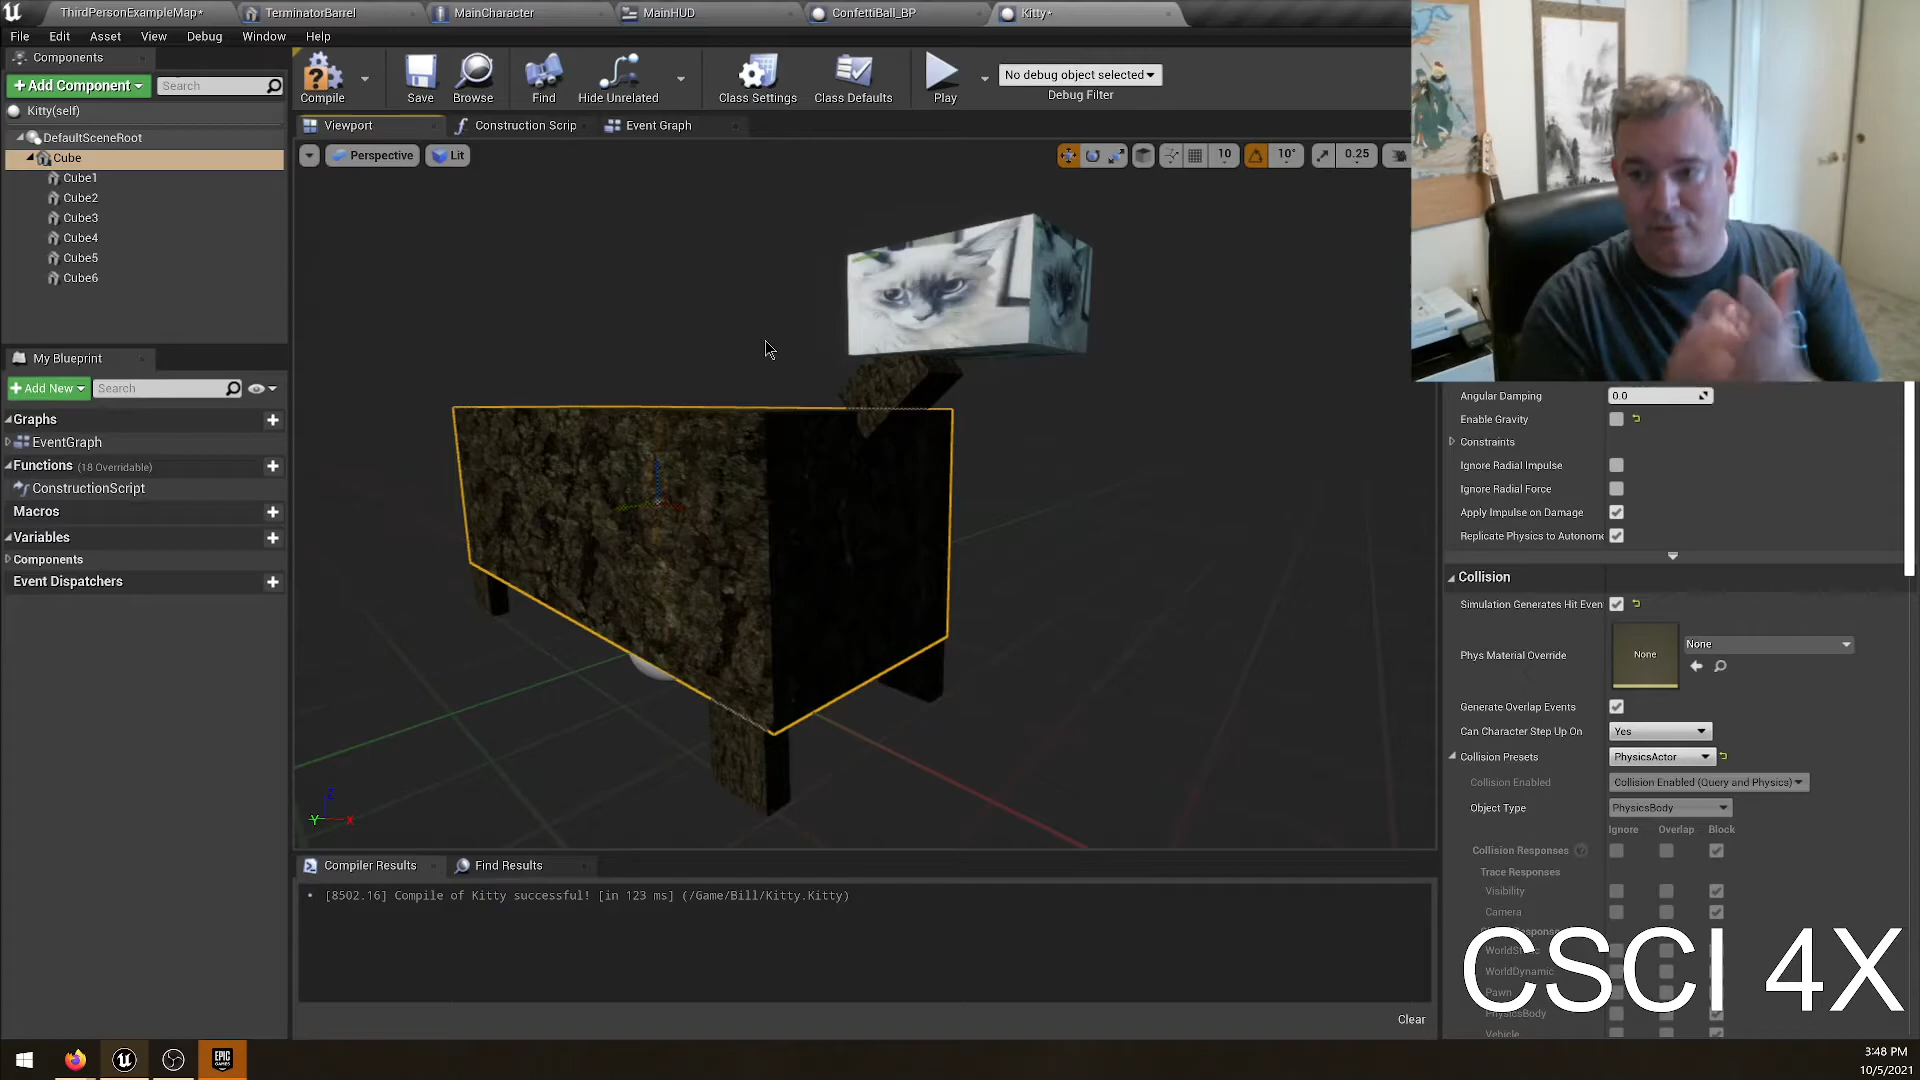 ThirdPersonExampleMap*
TerminatorBarrel
MainCharacter
MainHUD
ConfettiBall_BP
Kitty*
File Edit Asset View Debug Window Help
Components
+ Add Component
Search
Compile
Save
Browse
Find
Hide Unrelated
Class Settings
Class Defaults
Play
No debug object selected
Debug Filter
Kitty(self)
DefaultSceneRoot
Cube
Cube1
Cube2
Cube3
Cube4
Cube5
Cube6
Viewport
Construction Scrip
Event Graph
Perspective
Lit
10
10°
0.25
My Blueprint
+ Add New
Search
Graphs
EventGraph
Functions (18 Overridable)
ConstructionScript
Macros
Variables
Components
Event Dispatchers
Z
Y
X
Compiler Results
Find Results
• [8502.16] Compile of Kitty successful! [in 123 ms] (/Game/Bill/Kitty.Kitty)
Clear
Angular Damping 0.0
Enable Gravity
Constraints
Ignore Radial Impulse
Ignore Radial Force
Apply Impulse on Damage
Replicate Physics to Autonom
Collision
Simulation Generates Hit Even
Phys Material Override
None
None
Generate Overlap Events
Can Character Step Up On Yes
Collision Presets PhysicsActor
Collision Enabled Collision Enabled (Query and Physics)
Object Type PhysicsBody
Ignore Overlap Block
Collision Responses
Trace Responses
Visibility
Camera
WorldDynamic
Pawn
PhysicsBody
Vehicle
CSCI 4X
EPIC GAMES
3:48 PM
10/5/2021